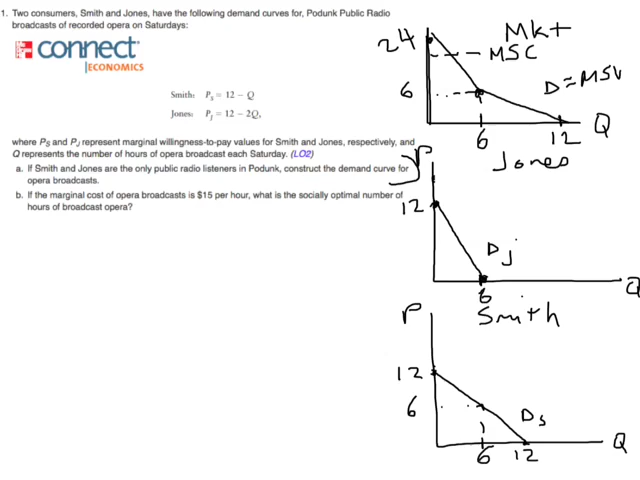 1. Two consumers, Smith and Jones, have the following demand curves for, Podunk Public Radio
broadcasts of recorded opera on Saturdays:
connect
|ECONOMICS
Smith: Ps = 12 − Q
Jones: PJ = 12 − 2Q,
where PS and PJ represent marginal willingness-to-pay values for Smith and Jones, respectively, and
Q represents the number of hours of opera broadcast each Saturday. (LO2)
a. If Smith and Jones are the only public radio listeners in Podunk, construct the demand curve for
opera broadcasts.
b. If the marginal cost of opera broadcasts is $15 per hour, what is the socially optimal number of
hours of broadcast opera?
Mkt
24
MSC
D=MSV
6
6
12
Q
Jones
P
12
Dj
6
Q
Smith
P
12
6
Ds
6
12
Q